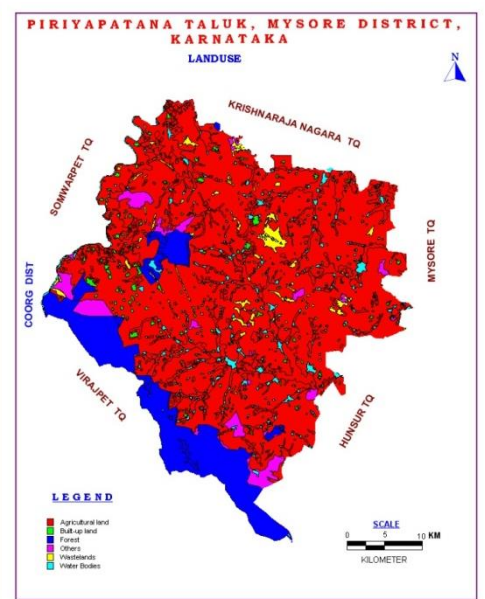 PIRIYAPATANA TALUK, MYSORE DISTRICT,
KARNATAKA
LANDUSE
N
KRISHNARAJA NAGARA TQ
SOMWARPET TQ
MYSORE TQ
COORG DIST
VIRAJPET TQ
HUNSUR TQ
LEGEND
Agricultural land
Built-up land
Forest
Others
Wastelands
Water Bodies
SCALE
0 5 10 KM
KILOMETER